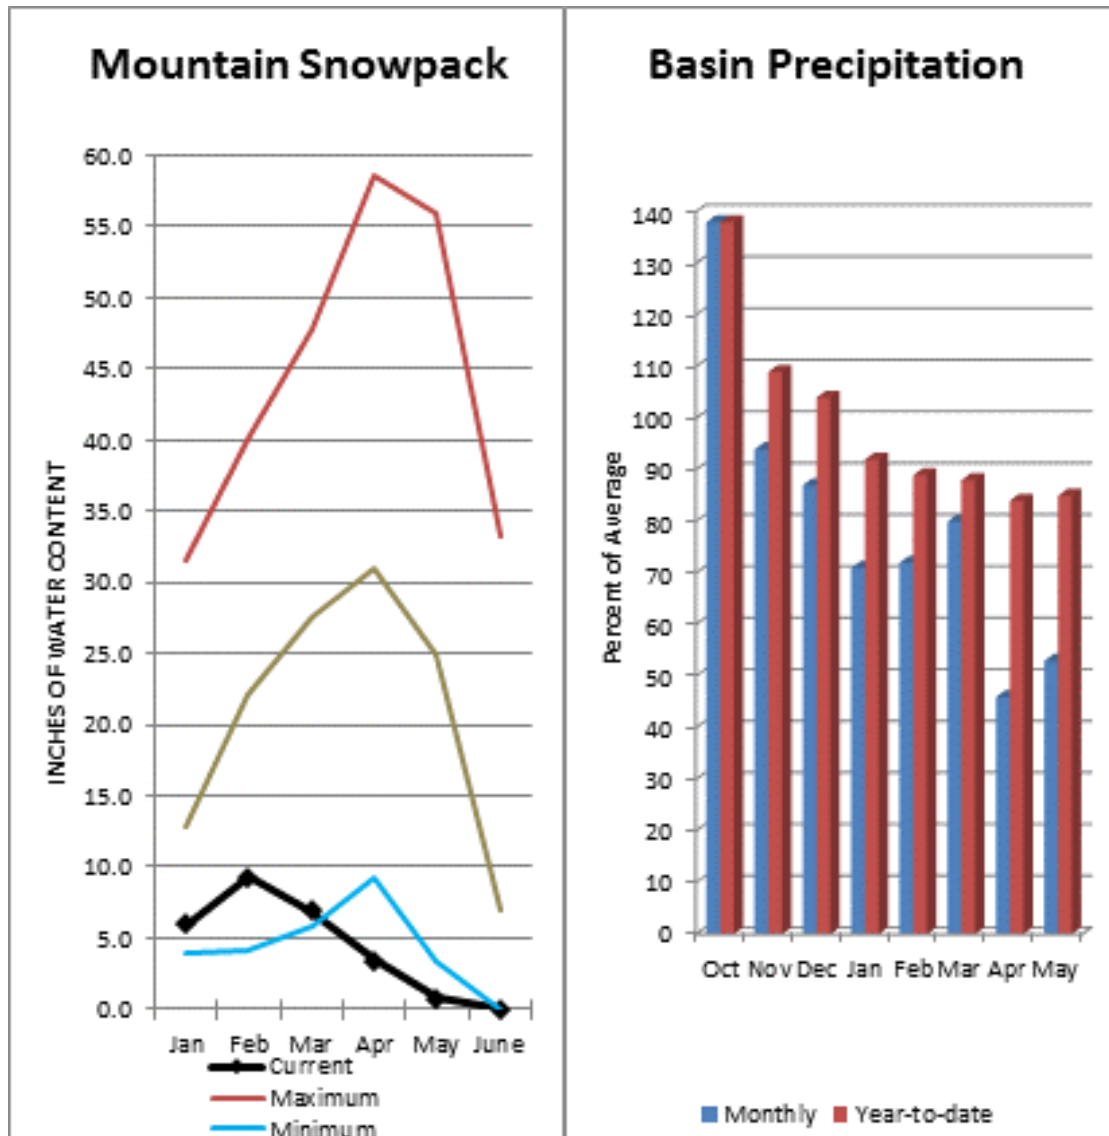 Mountain Snowpack
60.0
55.0
50.0
45.0
40.0
35.0
30.0
25.0
20.0
15.0
10.0
5.0
0.0
INCHES OF WATER CONTENT
Jan Feb Mar Apr May June
Current
Maximum
Minimum
Basin Precipitation
140
130
120
110
100
90
80
70
60
50
40
30
20
10
0
Percent of Average
Oct Nov Dec Jan Feb Mar Apr May
Monthly Year-to-date